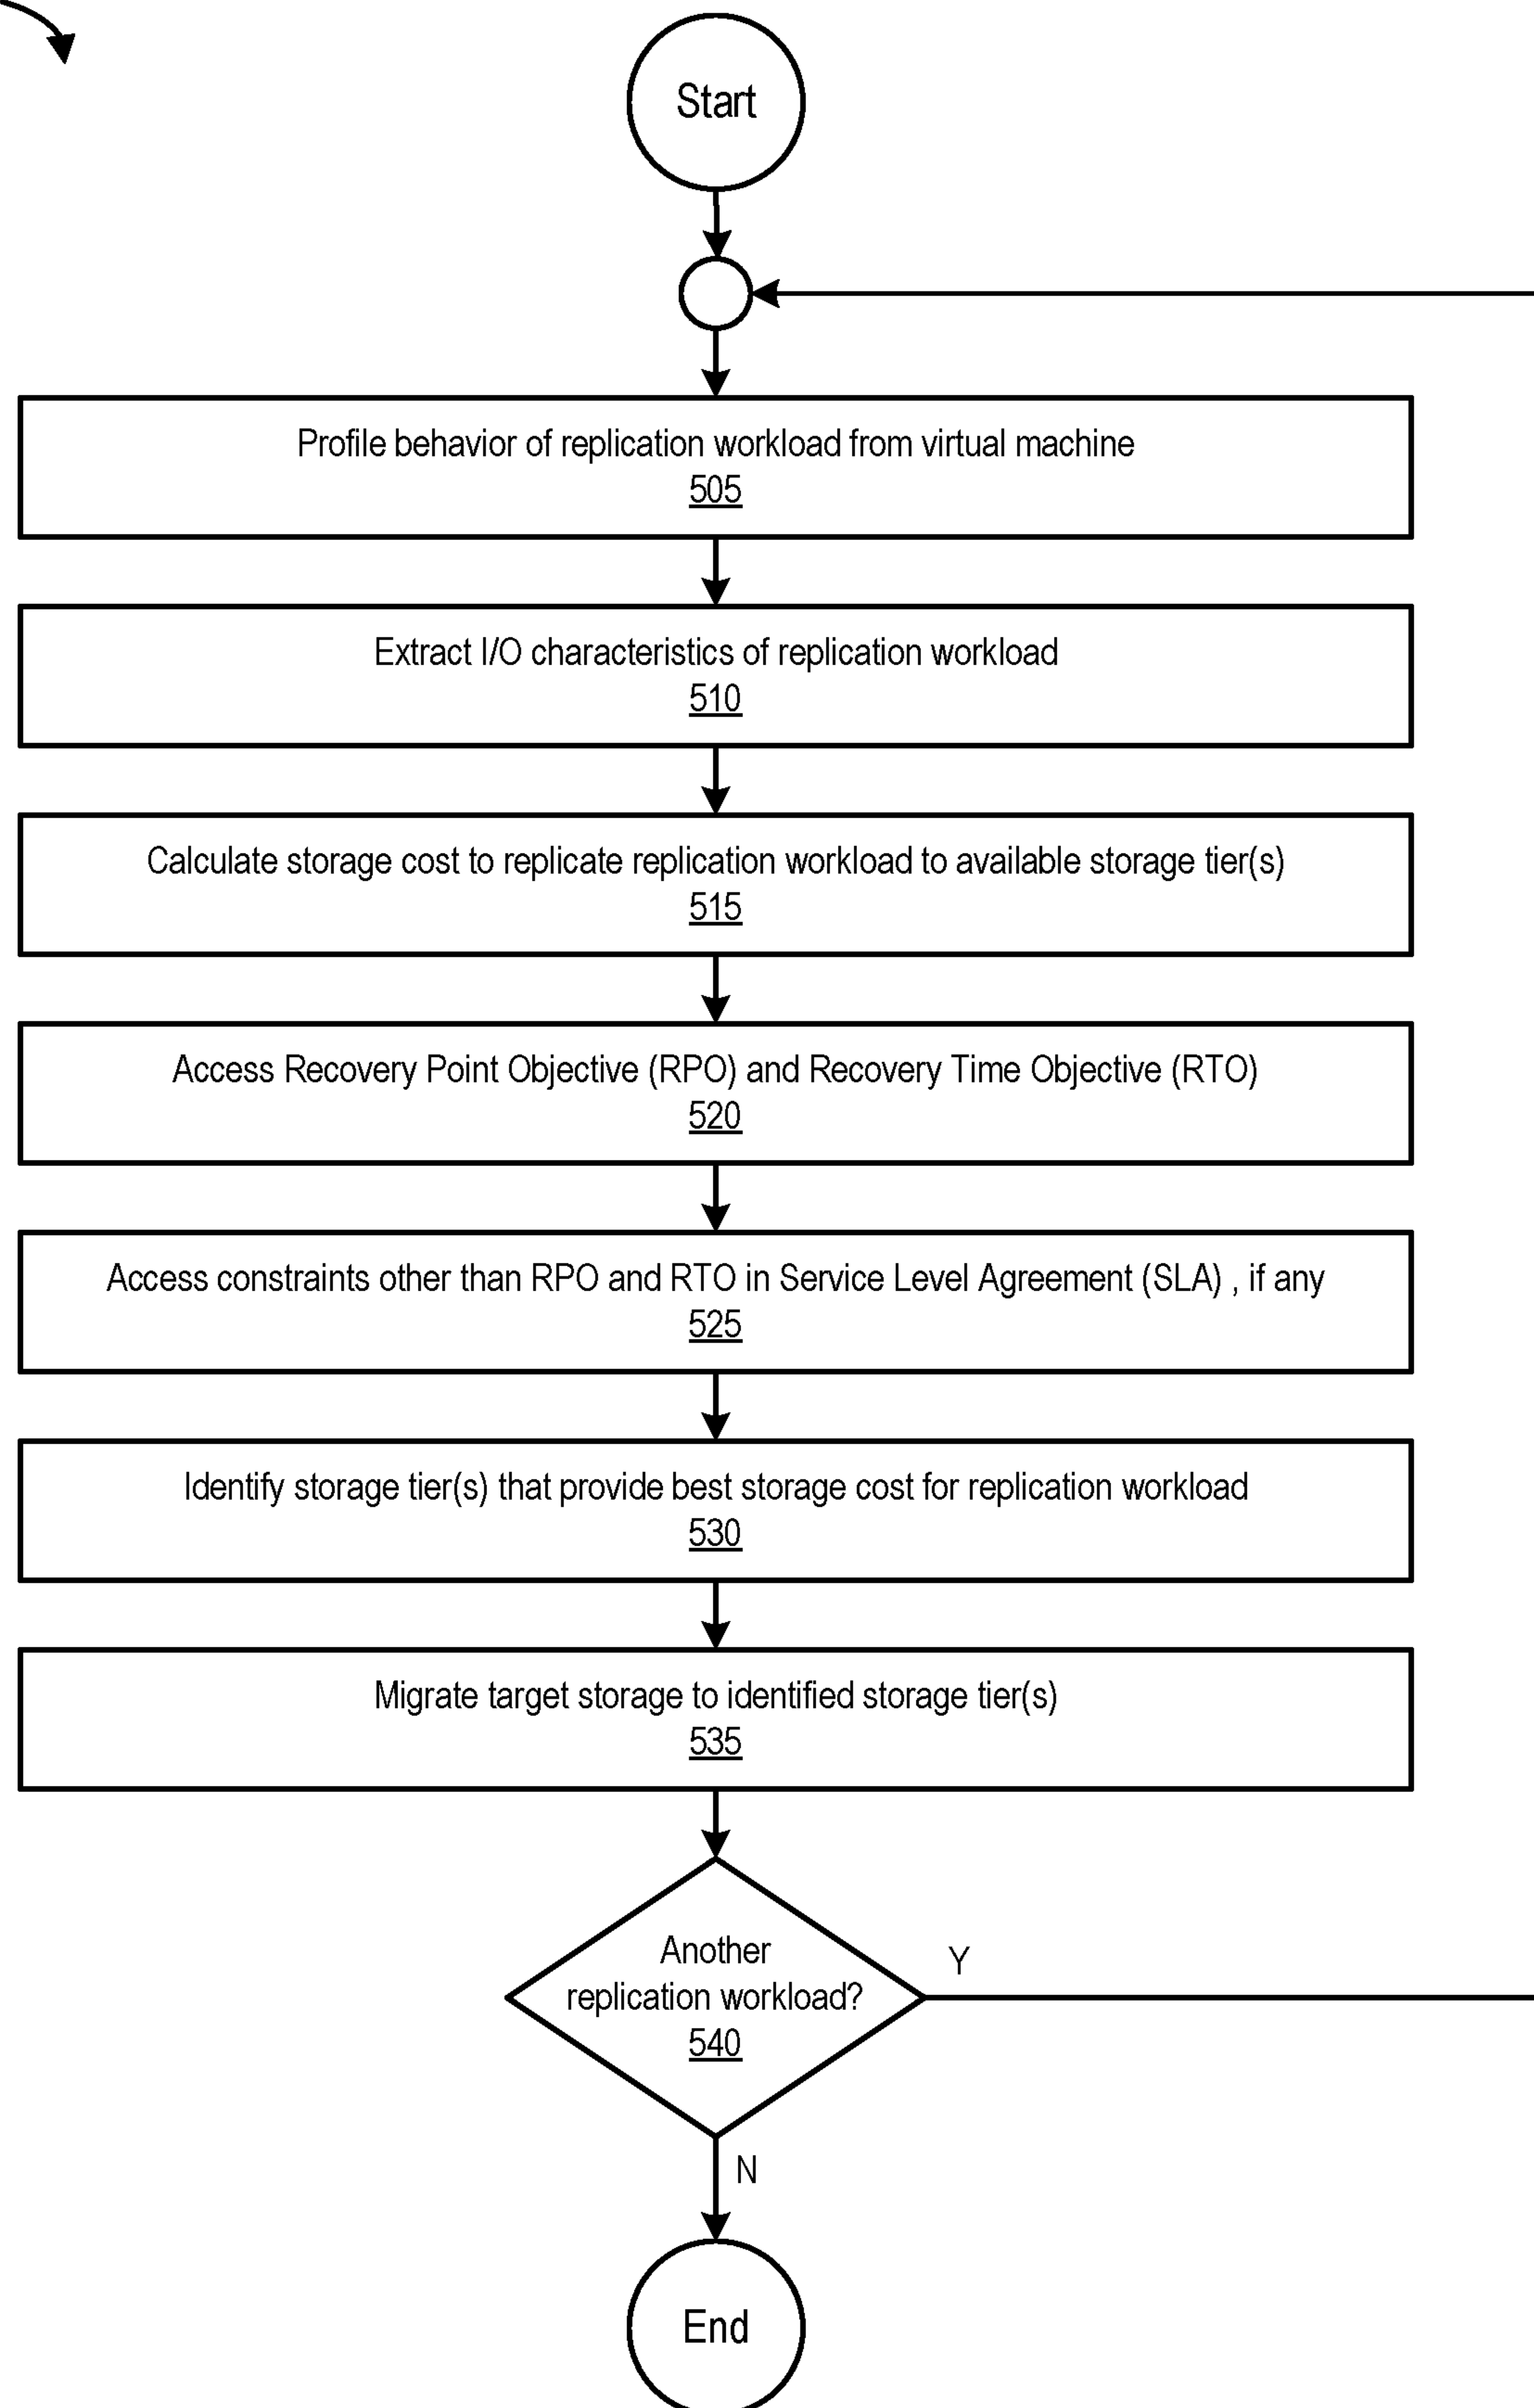 Start
Profile behavior of replication workload from virtual machine
505
Extract I/O characteristics of replication workload
510
Calculate storage cost to replicate replication workload to available storage tier(s)
515
Access Recovery Point Objective (RPO) and Recovery Time Objective (RTO)
520
Access constraints other than RPO and RTO in Service Level Agreement (SLA) , if any
525
Identify storage tier(s) that provide best storage cost for replication workload
530
Migrate target storage to identified storage tier(s)
535
Another
replication workload?
540
Y
N
End